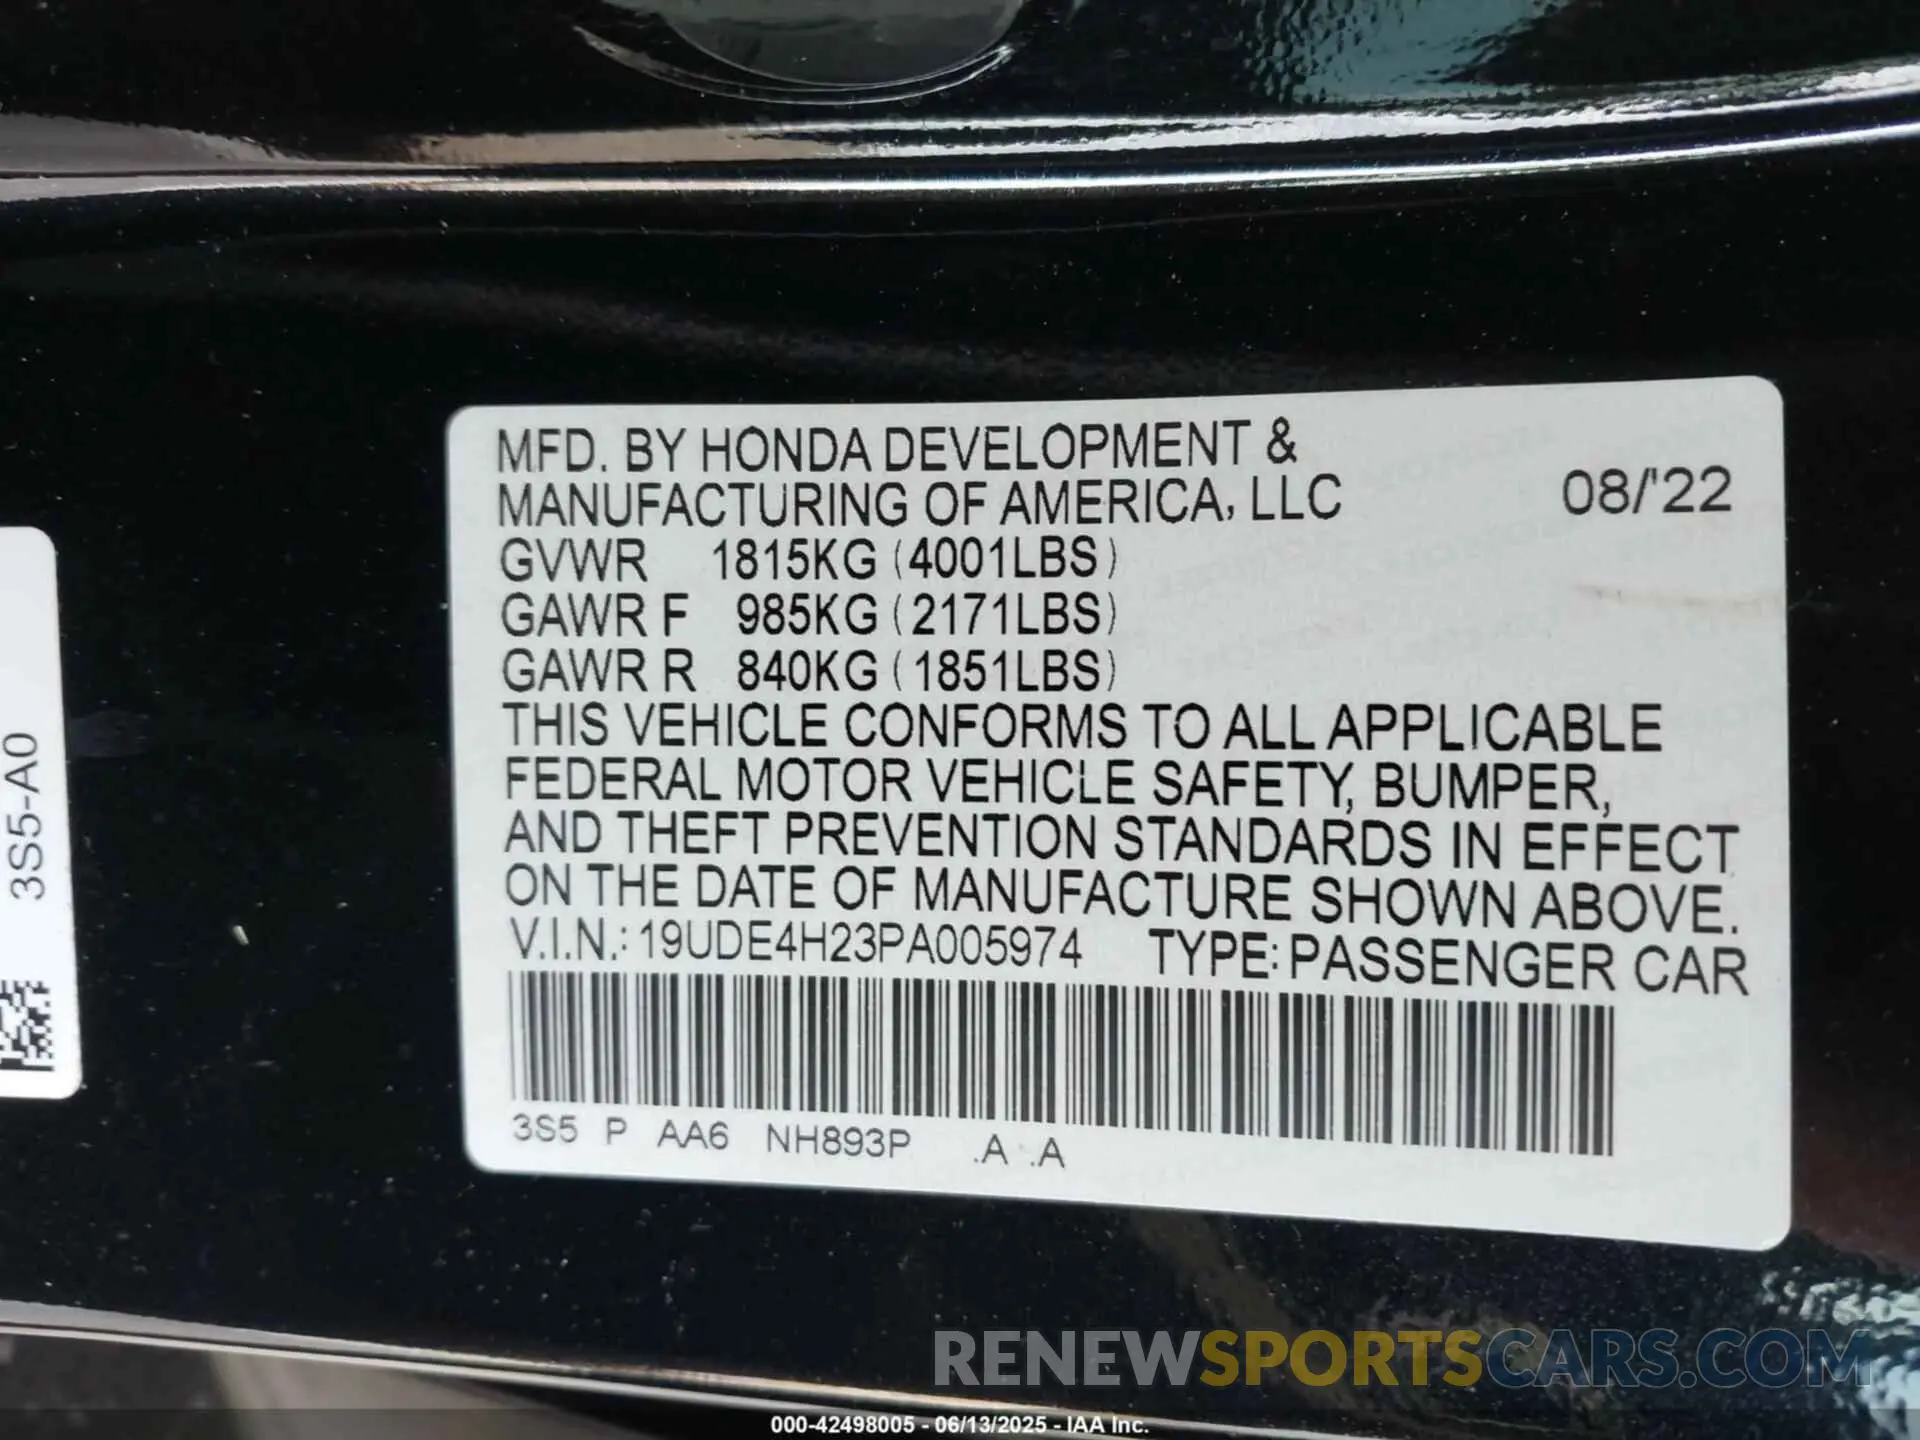 MFD. BY HONDA DEVELOPMENT &
MANUFACTURING OF AMERICA, LLC 08/'22
GVWR 1815KG (4001LBS)
GAWR F 985KG (2171LBS)
GAWR R 840KG (1851LBS)
THIS VEHICLE CONFORMS TO ALL APPLICABLE
FEDERAL MOTOR VEHICLE SAFETY, BUMPER,
AND THEFT PREVENTION STANDARDS IN EFFECT
ON THE DATE OF MANUFACTURE SHOWN ABOVE.
V.I.N.: 19UDE4H23PA005974 TYPE: PASSENGER CAR
3S5 P AA6 NH893P .A .A
3S5-A0
RENEWSPORTSCARS.COM
000-42498005 - 06/13/2025 - IAA Inc.